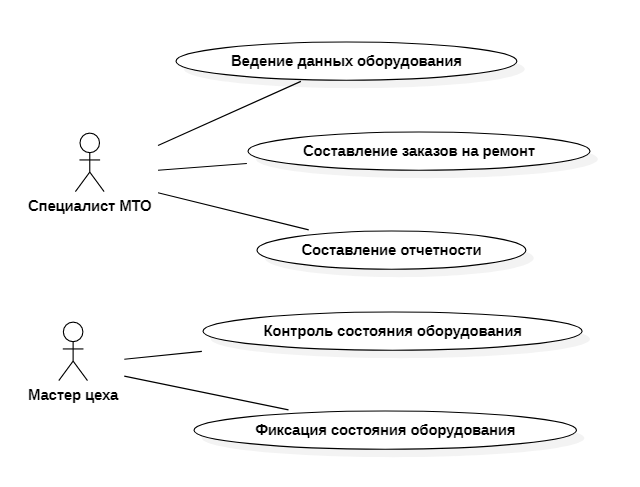 Ведение данных оборудования
Составление заказов на ремонт
Специалист МТО
Составление отчетности
Контроль состояния оборудования
Мастер цеха
Фиксация состояния оборудования